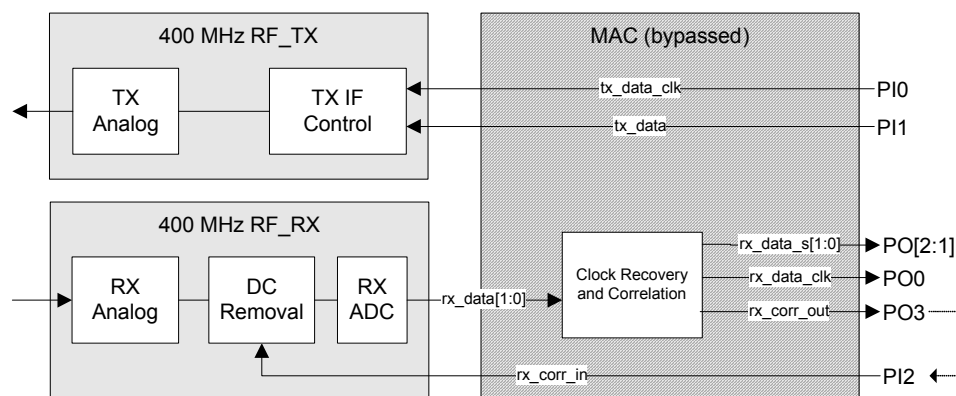 400 MHz RF_TX
MAC (bypassed)
TX
Analog
TX IF
Control
tx_data_clk
PI0
tx_data
PI1
400 MHz RF_RX
RX
Analog
DC
Removal
RX
ADC
rx_data[1:0]
Clock Recovery
and Correlation
rx_data_s[1:0]
PO[2:1]
rx_data_clk
PO0
rx_corr_out
PO3
rx_corr_in
PI2